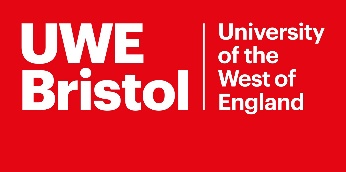 UWE
Bristol
University
of the
West of
England